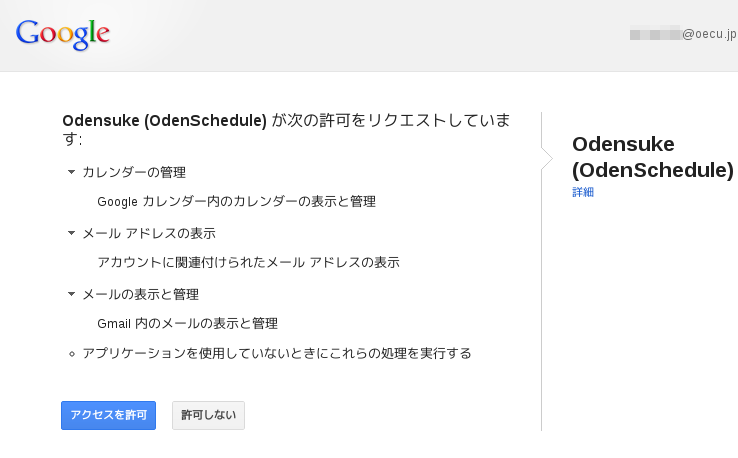 Google
@oecu.jp
Odensuke (OdenSchedule) が次の許可をリクエストしていま
す:
カレンダーの管理
Google カレンダー内のカレンダーの表示と管理
メール アドレスの表示
アカウントに関連付けられたメール アドレスの表示
メールの表示と管理
Gmail 内のメールの表示と管理
アプリケーションを使用していないときにこれらの処理を実行する
アクセスを許可
許可しない
Odensuke
(OdenSchedule)
詳細